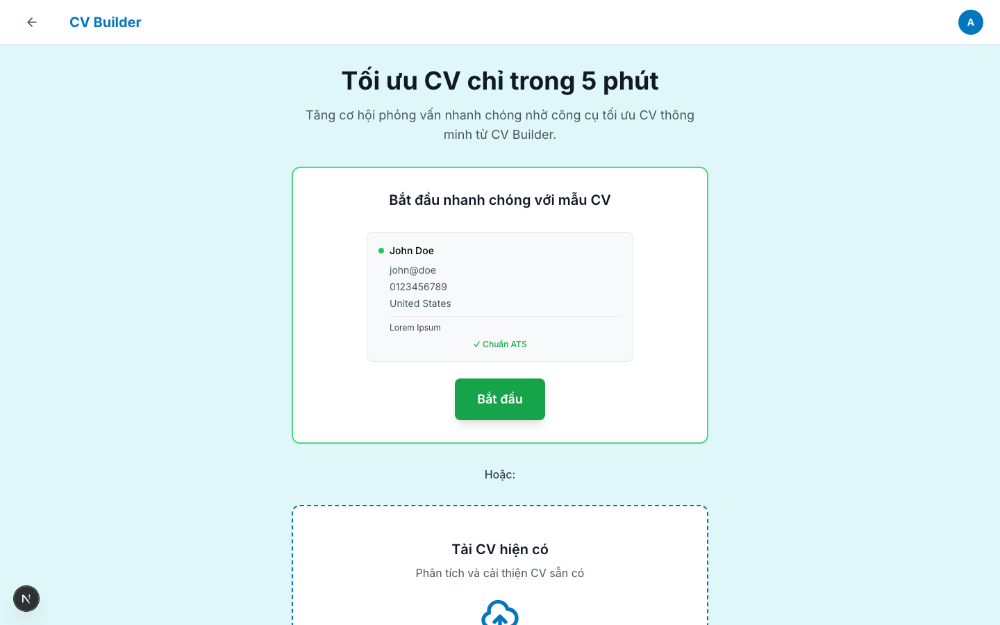 CV Builder
A
Tối ưu CV chỉ trong 5 phút
Tăng cơ hội phỏng vấn nhanh chóng nhờ công cụ tối ưu CV thông
minh từ CV Builder.
Bắt đầu nhanh chóng với mẫu CV
John Doe
john@doe
0123456789
United States
Lorem Ipsum
✓ Chuẩn ATS
Bắt đầu
Hoặc:
Tải CV hiện có
Phân tích và cải thiện CV sẵn có
N